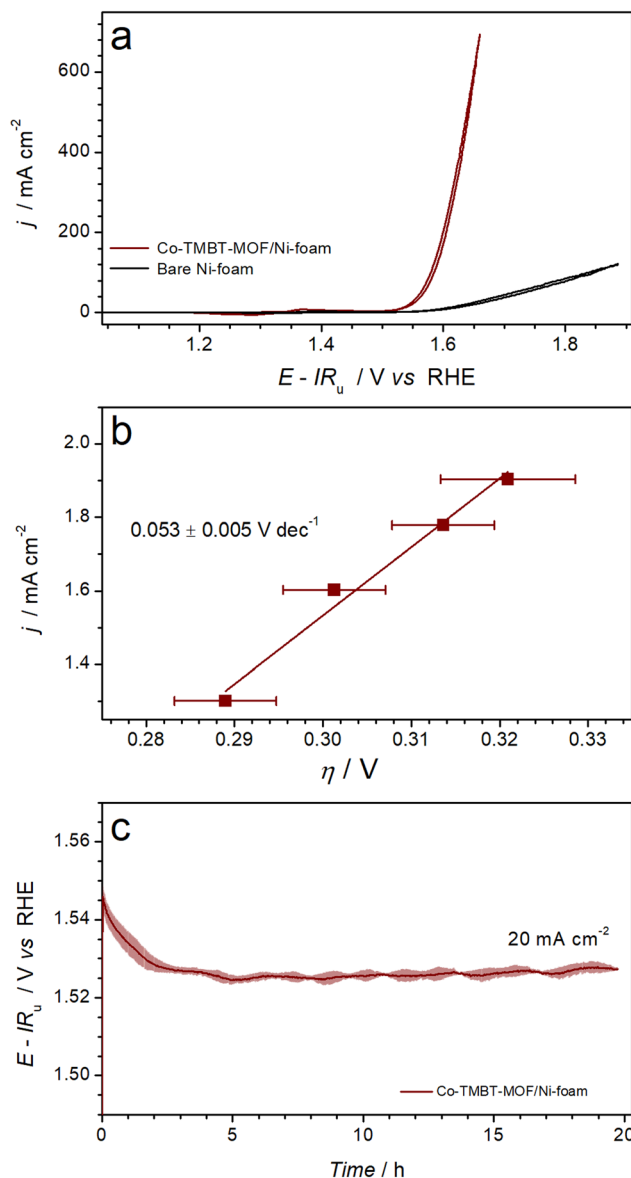 a
600
400
200
0
j / mA cm⁻²
Co-TMBT-MOF/Ni-foam
Bare Ni-foam
1.2 1.4 1.6 1.8
E - IRᵤ / V vs RHE
b
2.0
1.8
1.6
1.4
j / mA cm⁻²
0.053 ± 0.005 V dec⁻¹
0.28 0.29 0.30 0.31 0.32 0.33
η / V
c
1.56
1.54
1.52
1.50
E - IRᵤ / V vs RHE
20 mA cm⁻²
Co-TMBT-MOF/Ni-foam
0 5 10 15 20
Time / h